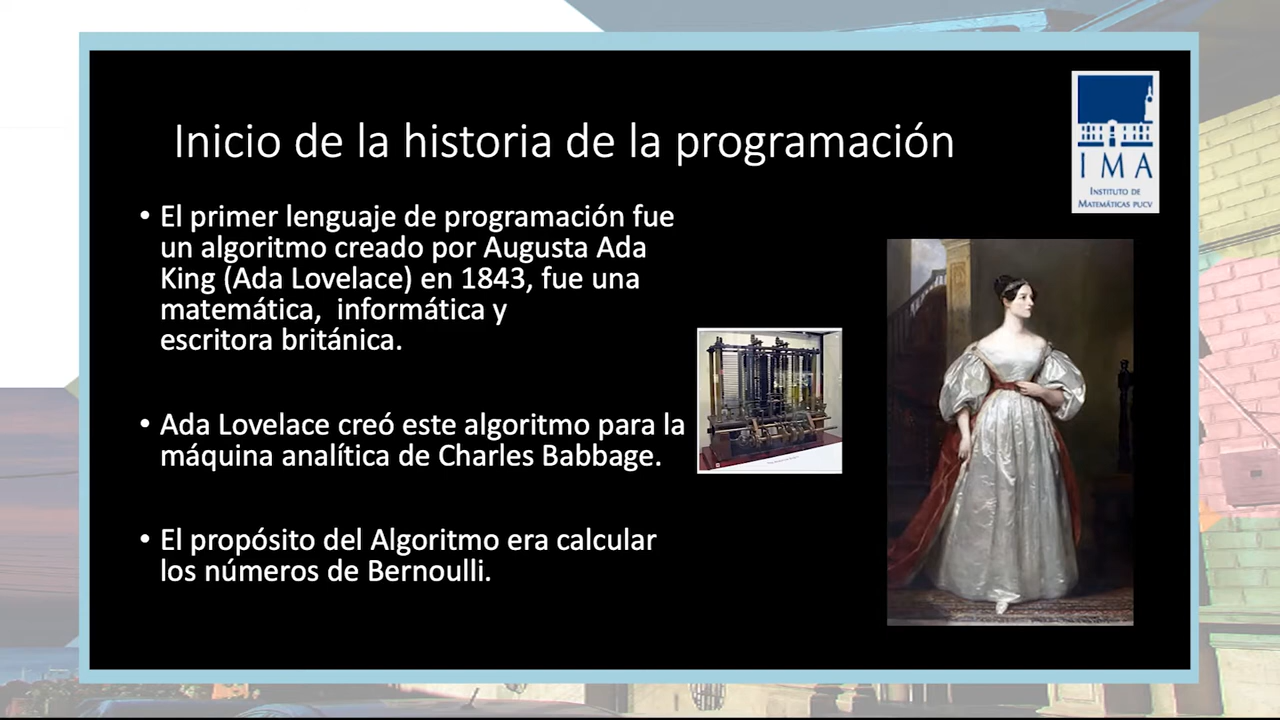 Inicio de la historia de la programación
I M A
INSTITUTO DE
MATEMÁTICAS PUCV
• El primer lenguaje de programación fue
un algoritmo creado por Augusta Ada
King (Ada Lovelace) en 1843, fue una
matemática, informática y
escritora británica.
• Ada Lovelace creó este algoritmo para la
máquina analítica de Charles Babbage.
• El propósito del Algoritmo era calcular
los números de Bernoulli.